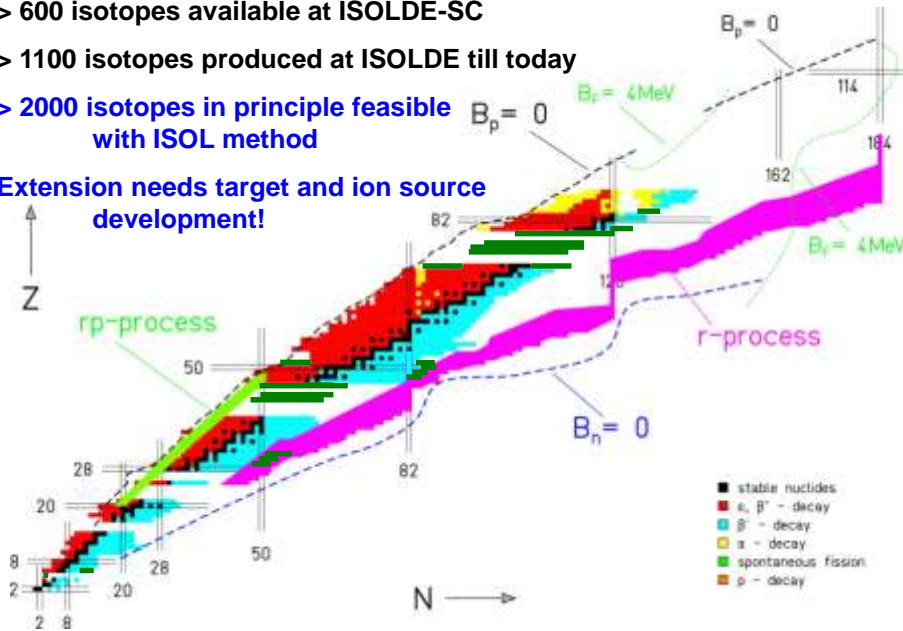 > 600 isotopes available at ISOLDE-SC
> 1100 isotopes produced at ISOLDE till today
> 2000 isotopes in principle feasible
with ISOL method
Extension needs target and ion source
development!
Bp= 0
114
184
162
Bf= 4MeV
Bp= 0
82
Bf= 4MeV
126
Z
rp-process
r-process
50
Bn= 0
82
28
20
50
8
28
2
20
2 8
N
stable nuclides
ε, β⁺ - decay
β⁻ - decay
α - decay
spontaneous fission
p - decay